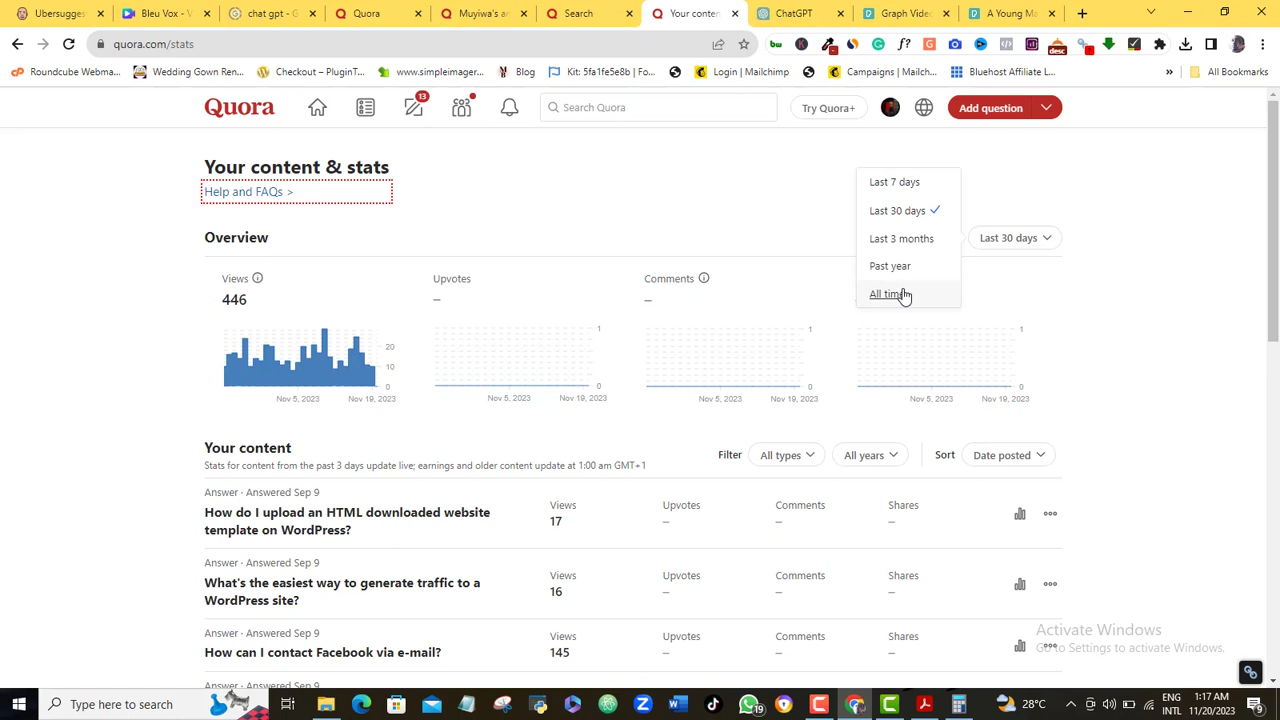 Ubersugges
Bleu Vox - V
chat gpt - G
Quora
Muyiwa's ar
Search
Your conten
ChatGPT
Graph Video
A Young Ma
quora.com/stats
Roundcube Webma...
Wedding Gown Ren...
Checkout – Plugin1...
www.simpleimager...
Blog
Kit: 5fa1fe5e8b | Fo...
Login | Mailchimp
Campaigns | Mailch...
Bluehost Affiliate L...
»
All Bookmarks
Quora
13
Search Quora
Try Quora+
Add question
Your content & stats
Help and FAQs >
Last 7 days
Last 30 days
Last 3 months
Past year
All time
Overview
Last 30 days
Views
446
Upvotes
–
Comments
–
20
10
0
Nov 5, 2023
Nov 19, 2023
1
0
Nov 5, 2023
Nov 19, 2023
1
0
Nov 5, 2023
Nov 19, 2023
1
0
Nov 5, 2023
Nov 19, 2023
Your content
Filter
All types
All years
Sort
Date posted
Stats for content from the past 3 days update live; earnings and older content update at 1:00 am GMT+1
Answer · Answered Sep 9
How do I upload an HTML downloaded website
template on WordPress?
Views
17
Upvotes
–
Comments
–
Shares
–
Answer · Answered Sep 9
What's the easiest way to generate traffic to a
WordPress site?
Views
16
Upvotes
–
Comments
–
Shares
–
Answer · Answered Sep 9
How can I contact Facebook via e-mail?
Views
145
Upvotes
–
Comments
–
Shares
–
Answer · Answered Sep 9
Activate Windows
Go to Settings to activate Windows.
Type here to search
19
28°C
ENG
INTL
1:17 AM
11/20/2023